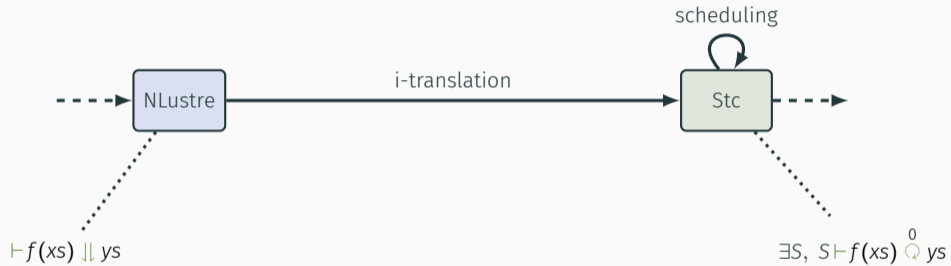 scheduling
i-translation
NLustre
Stc
⊢f(xs) ⇊ ys
0
∃S, S⊢f(xs) ↻ ys